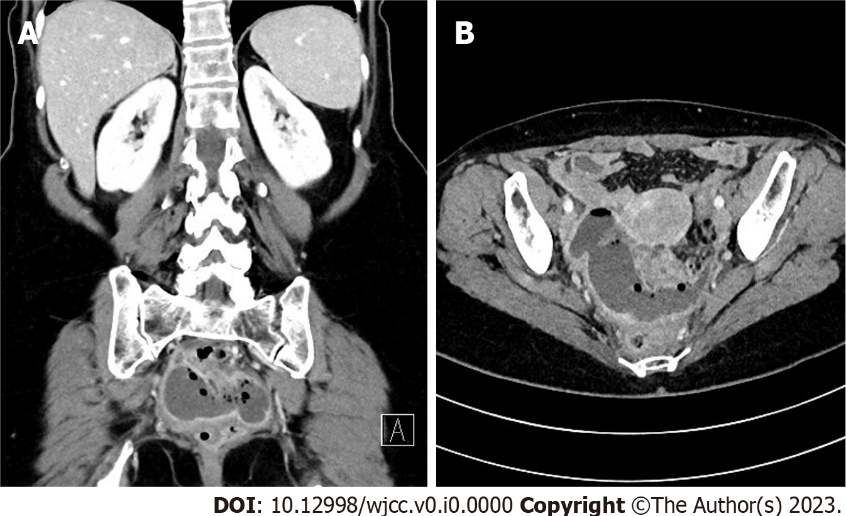 A
B
A
DOI: 10.12998/wjcc.v0.i0.0000 Copyright ©The Author(s) 2023.